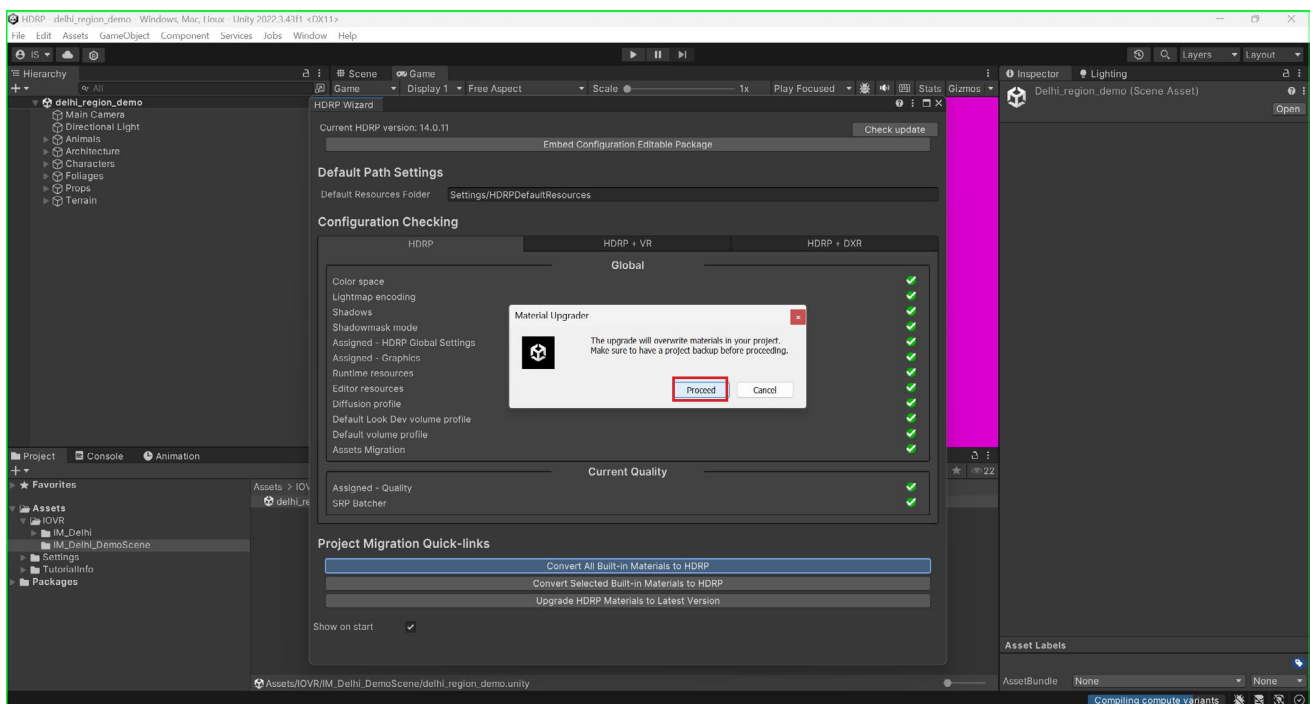 HDRP - delhi_region_demo - Windows, Mac, Linux - Unity 2022.3.43f1 <DX11>
File Edit Assets GameObject Component Services Jobs Window Help
IS
Layers Layout
Hierarchy
Scene Game
Inspector Lighting
All
Game Display 1 Free Aspect Scale 1x Play Focused Stats Gizmos
Delhi_region_demo (Scene Asset)
Open
delhi_region_demo
Main Camera
Directional Light
Animals
Architecture
Characters
Foliages
Props
Terrain
HDRP Wizard
Current HDRP version: 14.0.11
Check update
Embed Configuration Editable Package
Default Path Settings
Default Resources Folder Settings/HDRPDefaultResources
Configuration Checking
HDRP HDRP + VR HDRP + DXR
Global
Color space
Lightmap encoding
Shadows
Shadowmask mode
Assigned - HDRP Global Settings
Assigned - Graphics
Runtime resources
Editor resources
Diffusion profile
Default Look Dev volume profile
Default volume profile
Assets Migration
Material Upgrader
The upgrade will overwrite materials in your project.
Make sure to have a project backup before proceeding.
Proceed Cancel
Current Quality
Assigned - Quality
SRP Batcher
Project Migration Quick-links
Convert All Built-in Materials to HDRP
Convert Selected Built-in Materials to HDRP
Upgrade HDRP Materials to Latest Version
Show on start
Project Console Animation
22
Favorites
Assets
IOVR
IM_Delhi
IM_Delhi_DemoScene
Settings
TutorialInfo
Packages
Assets > IOV
delhi_re
Assets/IOVR/IM_Delhi_DemoScene/delhi_region_demo.unity
Asset Labels
AssetBundle None None
Compiling compute variants